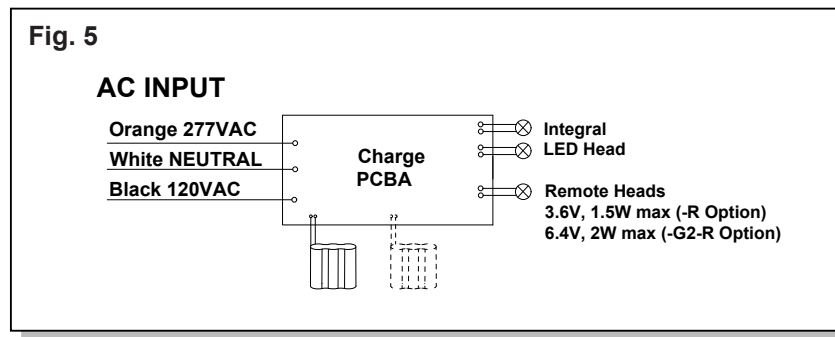 Fig. 5
AC INPUT
Orange 277VAC
White NEUTRAL
Black 120VAC
Charge
PCBA
Integral
LED Head
Remote Heads
3.6V, 1.5W max (-R Option)
6.4V, 2W max (-G2-R Option)